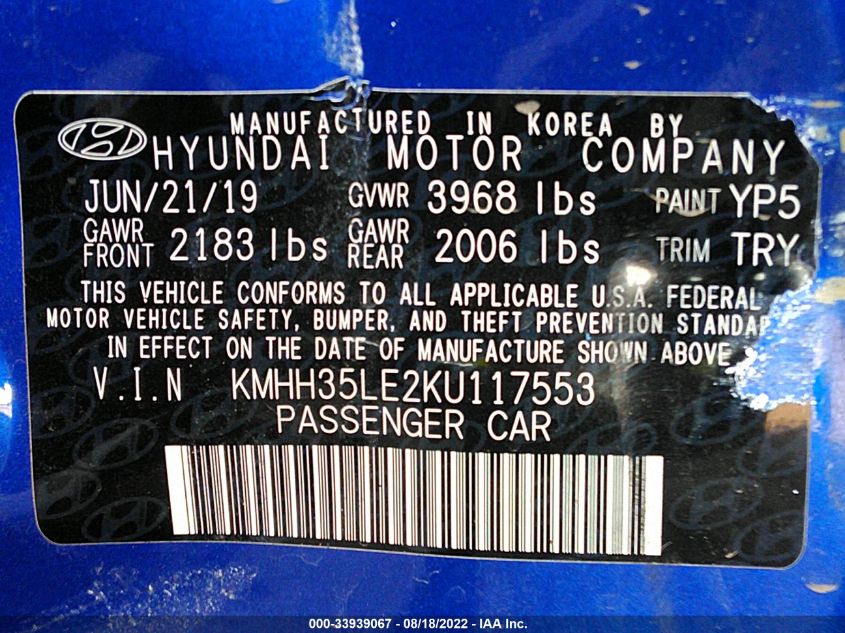 MANUFACTURED IN KOREA BY
HYUNDAI MOTOR COMPANY
JUN/21/19 GVWR 3968 lbs PAINT YP5
GAWR FRONT 2183 lbs GAWR REAR 2006 lbs TRIM TRY
THIS VEHICLE CONFORMS TO ALL APPLICABLE U.S.A. FEDERAL
MOTOR VEHICLE SAFETY, BUMPER, AND THEFT PREVENTION STANDA
IN EFFECT ON THE DATE OF MANUFACTURE SHOWN ABOVE
V.I.N KMHH35LE2KU117553
PASSENGER CAR
000-33939067 - 08/18/2022 - IAA Inc.